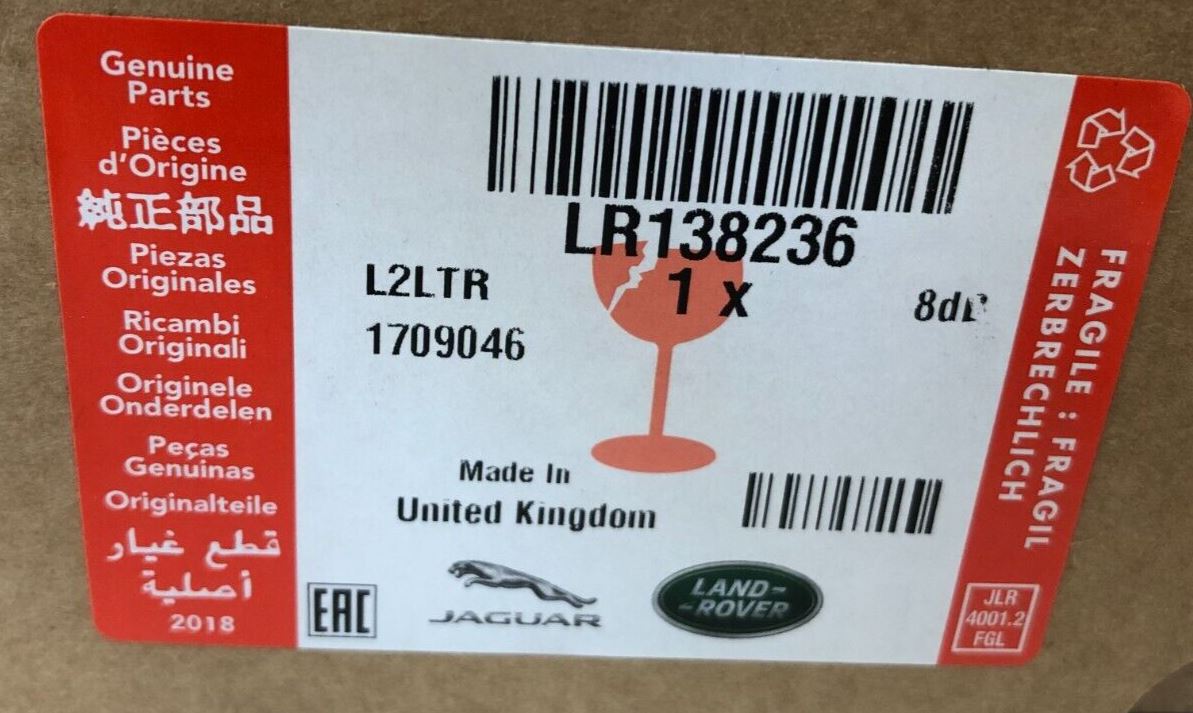 Genuine
Parts
Pièces
d'Origine
純正部品
Piezas
Originales
Ricambi
Originali
Originele
Onderdelen
Peças
Genuinas
Originalteile
قطع غيار
أصلية
2018
LR138236
1 x
L2LTR
1709046
Made In
United Kingdom
EAC
JAGUAR
LAND-
-ROVER
FRAGILE : FRAGIL
ZERBRECHLICH
JLR
4001.2
FGL